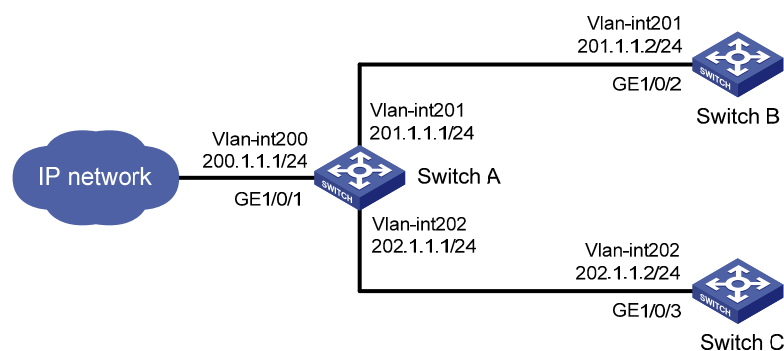 Vlan-int201
201.1.1.2/24
SWITCH
GE1/0/2
Switch B
Vlan-int201
201.1.1.1/24
Vlan-int200
200.1.1.1/24
IP network
SWITCH
Switch A
GE1/0/1
Vlan-int202
202.1.1.1/24
Vlan-int202
202.1.1.2/24
SWITCH
GE1/0/3
Switch C